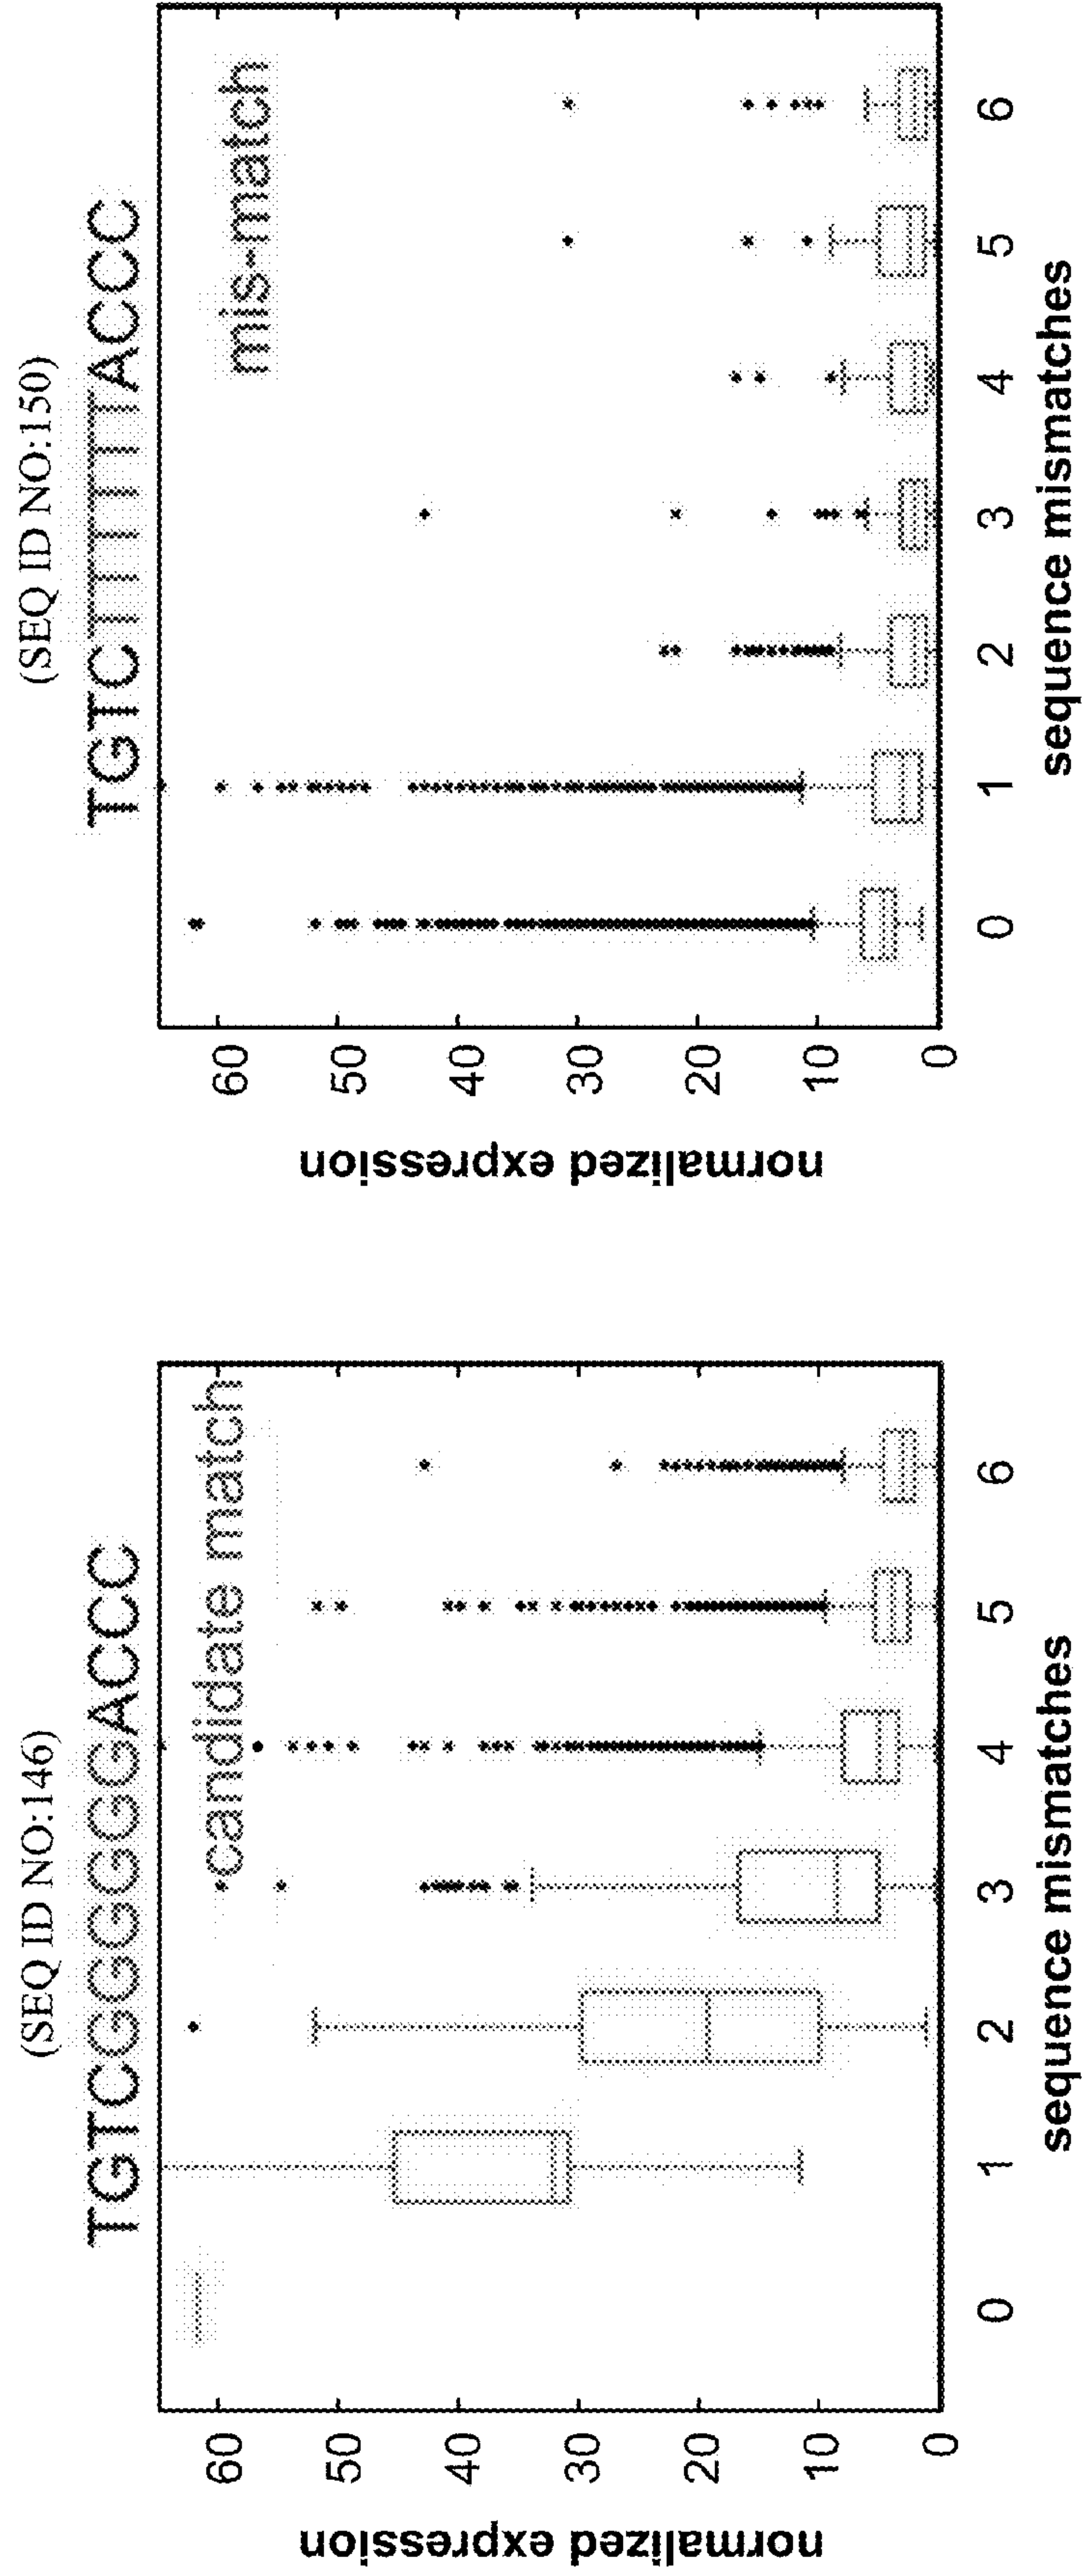 (SEQ ID NO:146)
TGTCGGGGGGACCC
candidate match
normalized expression
60
50
40
30
20
10
0
0 1 2 3 4 5 6
sequence mismatches
(SEQ ID NO:150)
TGTCTTTTTTACCC
mis-match
normalized expression
60
50
40
30
20
10
0
0 1 2 3 4 5 6
sequence mismatches